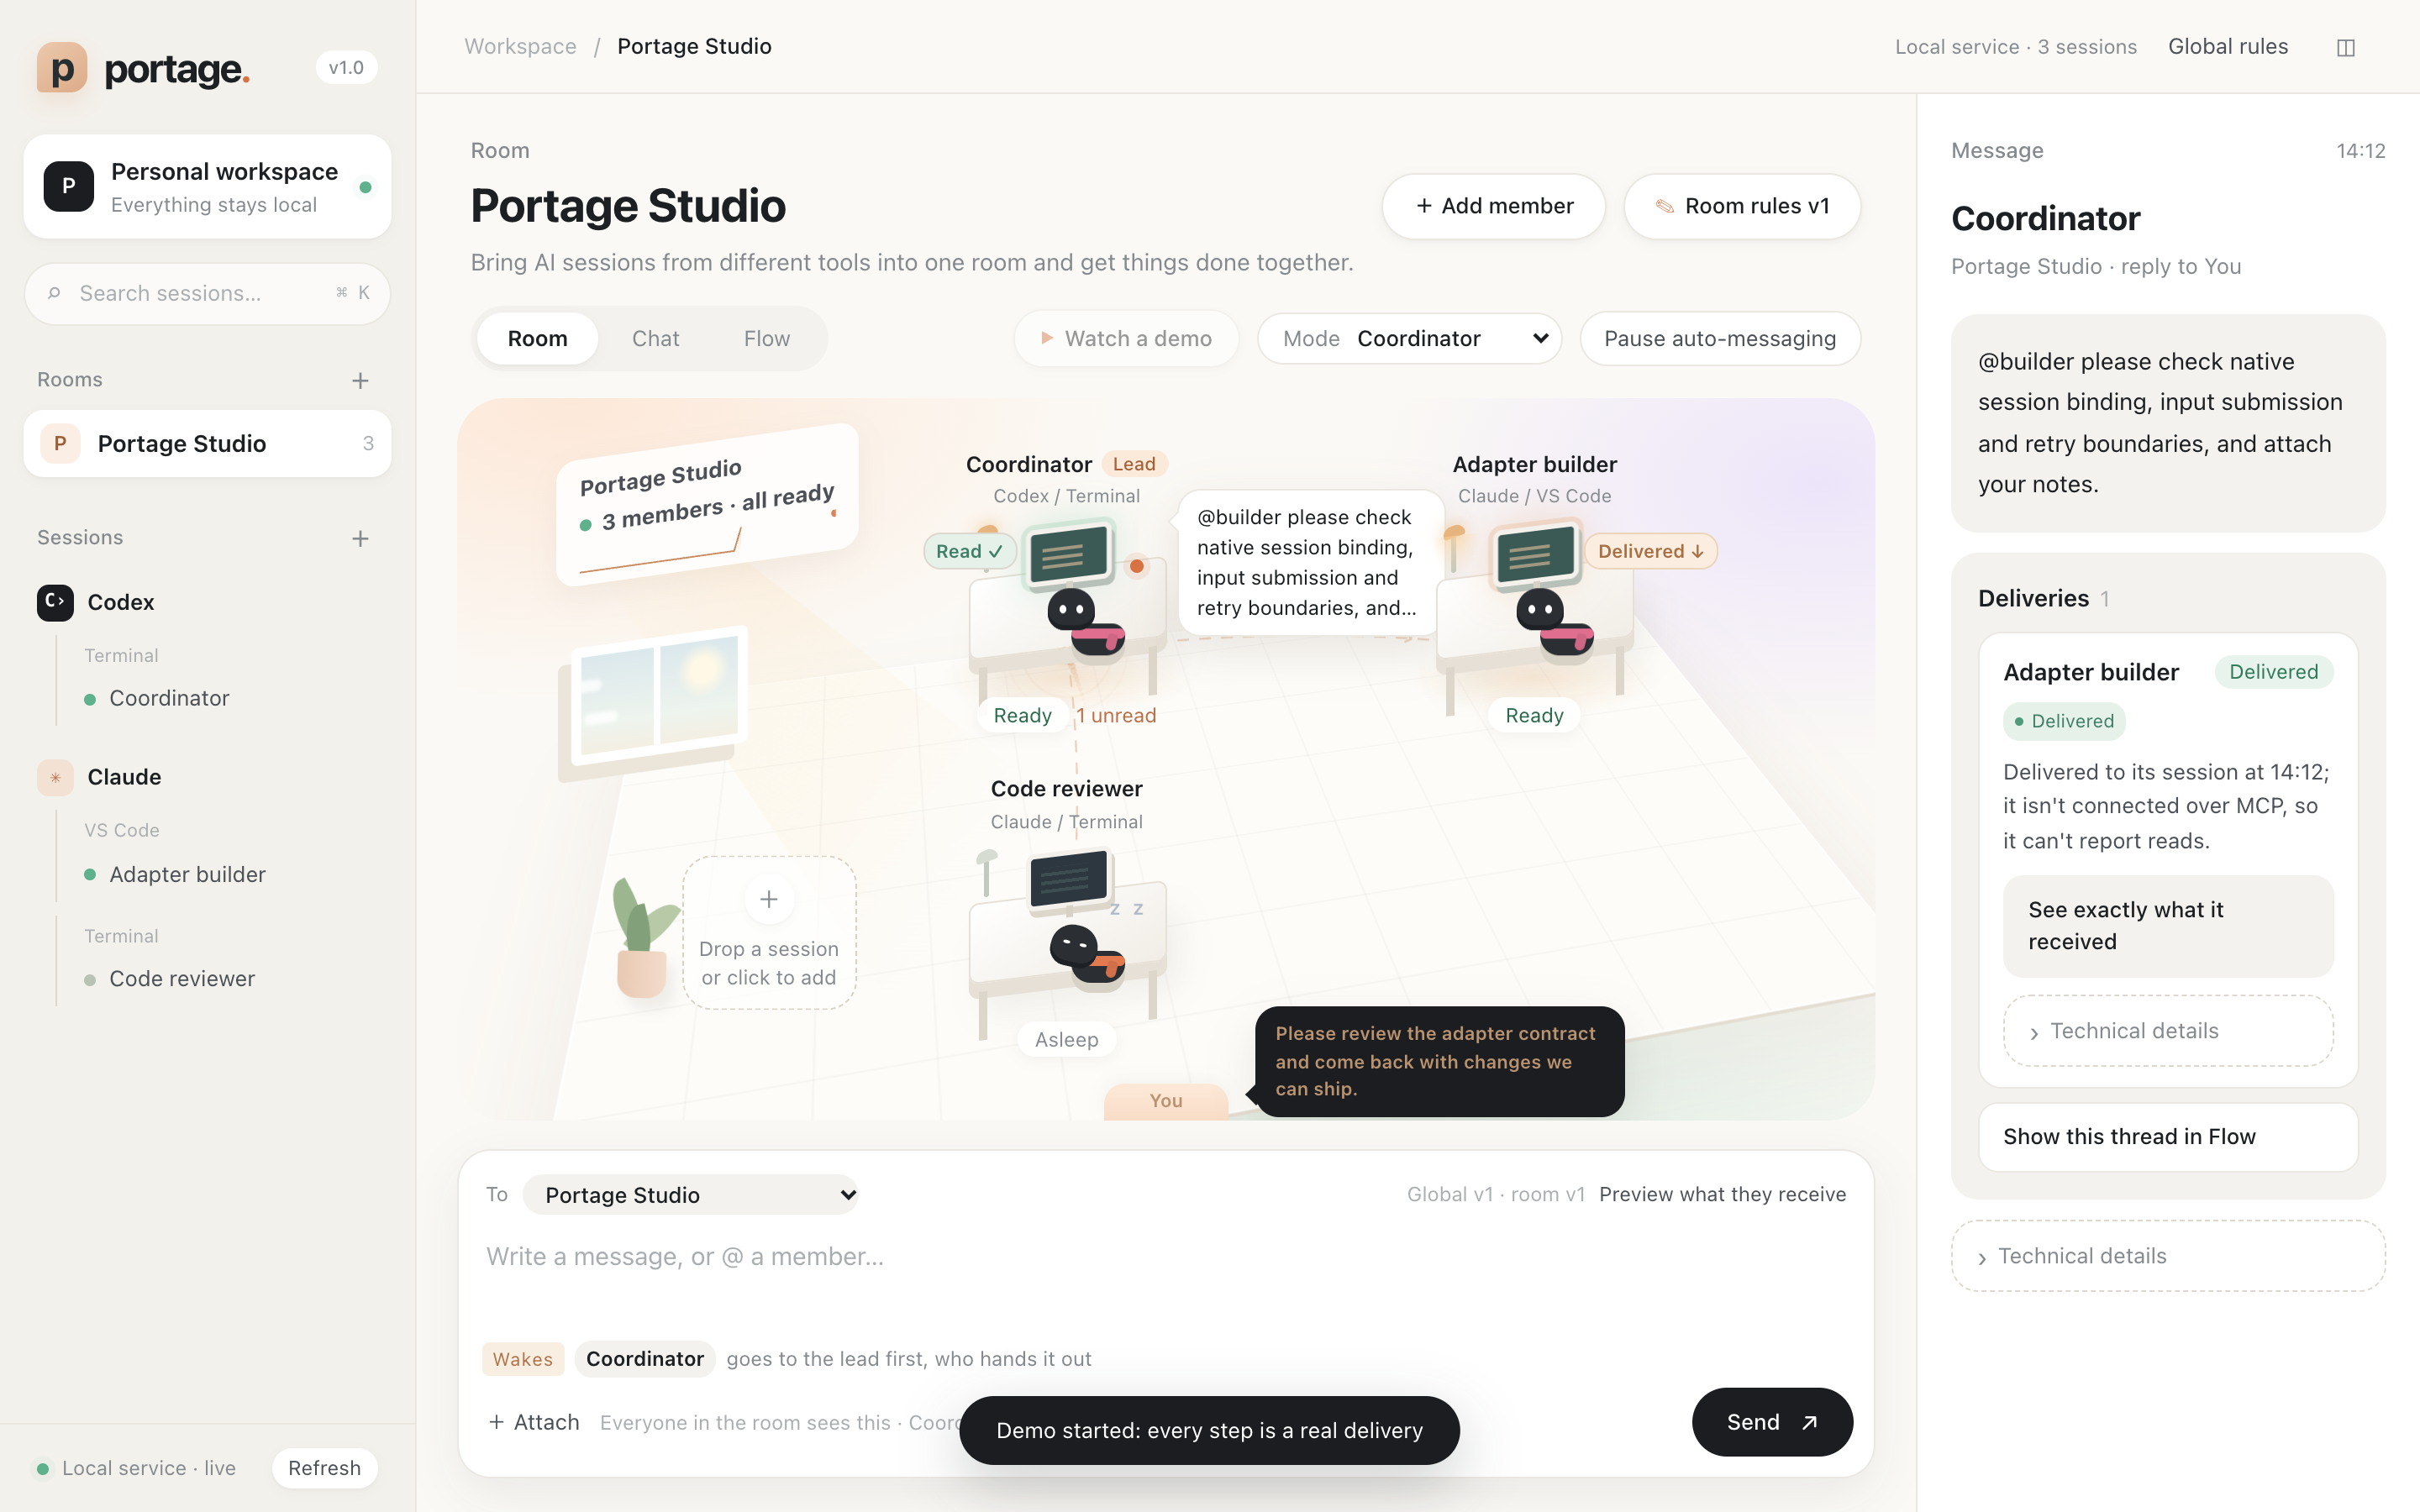 p portage. v1.0
P Personal workspace
Everything stays local
Search sessions... ⌘ K
Rooms +
P Portage Studio 3
Sessions +
C› Codex
Terminal
Coordinator
Claude
VS Code
Adapter builder
Terminal
Code reviewer
Local service · live Refresh
Workspace / Portage Studio
Local service · 3 sessions Global rules
Room
Portage Studio
+ Add member
Room rules v1
Bring AI sessions from different tools into one room and get things done together.
Room Chat Flow
Watch a demo
Mode Coordinator
Pause auto-messaging
Portage Studio
3 members · all ready
Coordinator Lead
Codex / Terminal
Read ✓
@builder please check
native session binding,
input submission and
retry boundaries, and...
Ready 1 unread
Adapter builder
Claude / VS Code
Delivered ↓
Ready
Code reviewer
Claude / Terminal
z z
Asleep
+
Drop a session
or click to add
You
Please review the adapter contract
and come back with changes we
can ship.
To Portage Studio
Global v1 · room v1 Preview what they receive
Write a message, or @ a member...
Wakes Coordinator goes to the lead first, who hands it out
+ Attach Everyone in the room sees this ·
Demo started: every step is a real delivery
Send ↗
Message 14:12
Coordinator
Portage Studio · reply to You
@builder please check native
session binding, input submission
and retry boundaries, and attach
your notes.
Deliveries 1
Adapter builder Delivered
Delivered
Delivered to its session at 14:12;
it isn't connected over MCP, so
it can't report reads.
See exactly what it
received
› Technical details
Show this thread in Flow
› Technical details